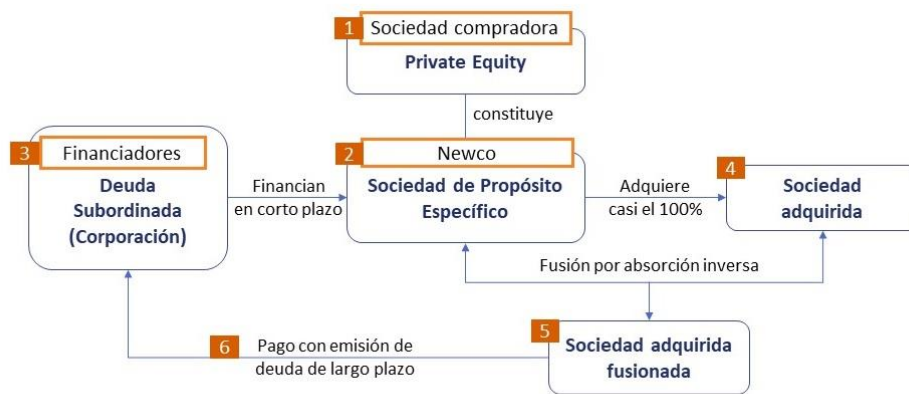 1 Sociedad compradora
Private Equity
constituye
3 Financiadores
Deuda
Subordinada
(Corporación)
Financian
en corto plazo
2 Newco
Sociedad de Propósito
Específico
Adquiere
casi el 100%
4 Sociedad
adquirida
Fusión por absorción inversa
5 Sociedad adquirida
fusionada
6 Pago con emisión de
deuda de largo plazo